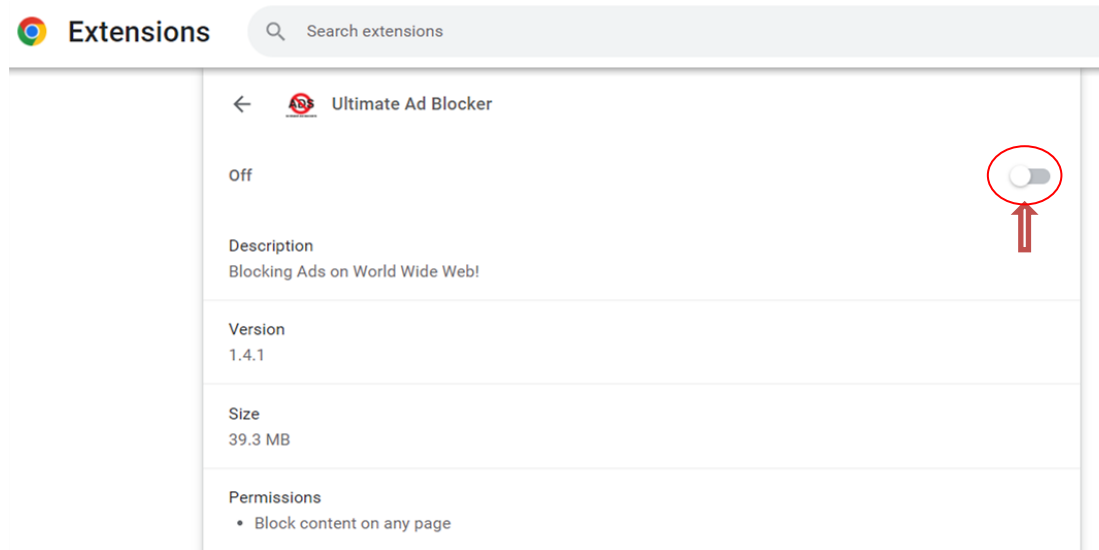 Extensions
Search extensions
ADS
Ultimate Ad Blocker
Off
Description
Blocking Ads on World Wide Web!
Version
1.4.1
Size
39.3 MB
Permissions
• Block content on any page